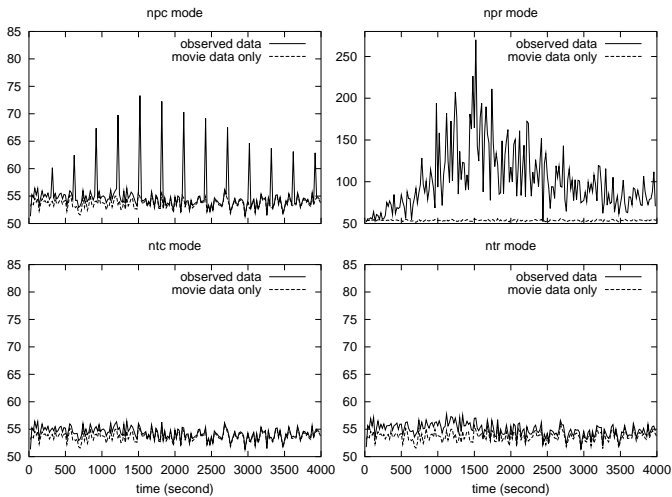 npc mode
npr mode
85
80
75
70
65
60
55
50
observed data
movie data only
250
200
150
100
50
observed data
movie data only
ntc mode
ntr mode
85
80
75
70
65
60
55
50
observed data
movie data only
0 500 1000 1500 2000 2500 3000 3500 4000
time (second)
85
80
75
70
65
60
55
50
observed data
movie data only
0 500 1000 1500 2000 2500 3000 3500 4000
time (second)